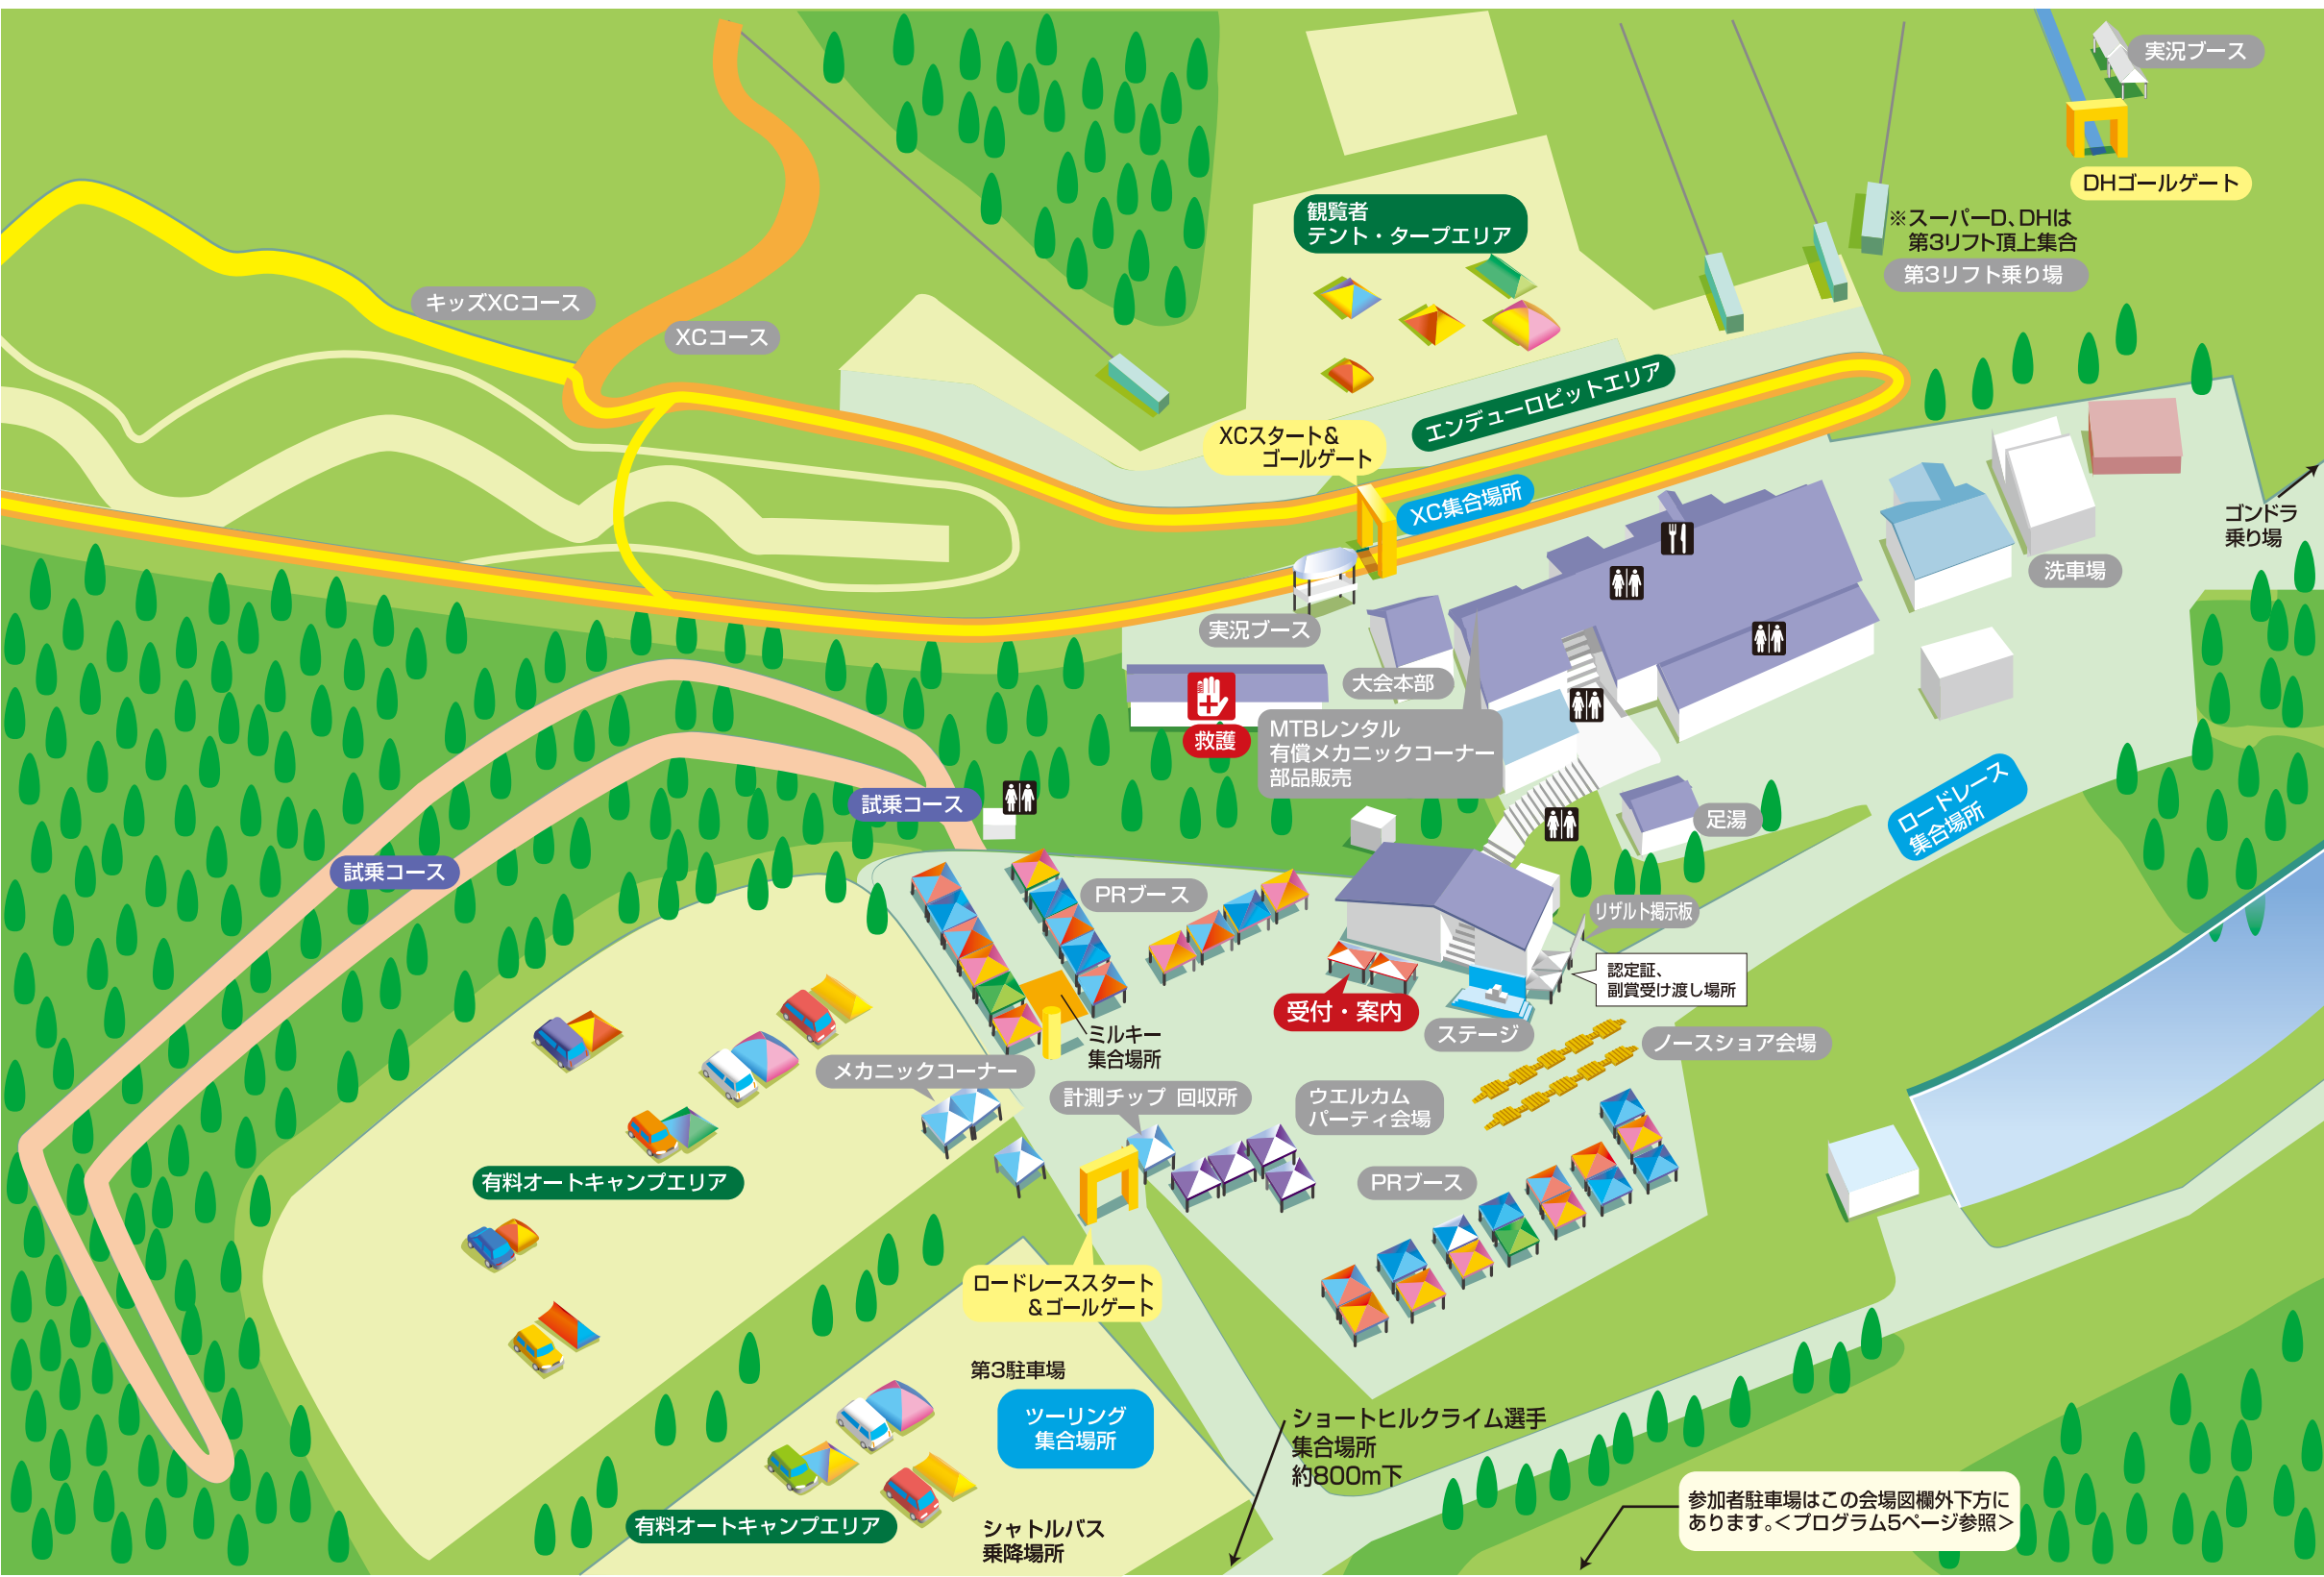 実況ブース
DHゴールゲート
※スーパーD、DHは
第3リフト頂上集合
第3リフト乗り場
観覧者
テント・タープエリア
キッズXCコース
XCコース
エンデューロピットエリア
XCスタート&
ゴールゲート
XC集合場所
ゴンドラ
乗り場
洗車場
実況ブース
大会本部
救護
MTBレンタル
有償メカニックコーナー
部品販売
試乗コース
足湯
ロードレース
集合場所
試乗コース
PRブース
リザルト掲示板
認定証、
副賞受け渡し場所
受付・案内
ステージ
ノースショア会場
ミルキー
集合場所
メカニックコーナー
計測チップ 回収所
ウエルカム
パーティ会場
有料オートキャンプエリア
PRブース
ロードレーススタート
&ゴールゲート
第3駐車場
ツーリング
集合場所
ショートヒルクライム選手
集合場所
約800m下
有料オートキャンプエリア
シャトルバス
乗降場所
参加者駐車場はこの会場図欄外下方に
あります。<プログラム5ページ参照>